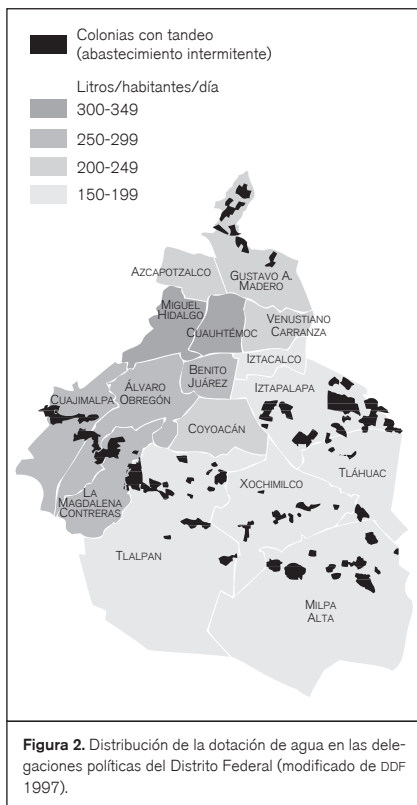 Colonias con tandeo
(abastecimiento intermitente)
Litros/habitantes/día
300-349
250-299
200-249
150-199
AZCAPOTZALCO
GUSTAVO A.
MADERO
MIGUEL
HIDALGO
CUAUHTÉMOC
VENUSTIANO
CARRANZA
IZTACALCO
BENITO
JUÁREZ
IZTAPALAPA
CUAJIMALPA
ÁLVARO
OBREGÓN
COYOACÁN
TLÁHUAC
LA
MAGDALENA
CONTRERAS
XOCHIMILCO
TLALPAN
MILPA
ALTA
Figura 2. Distribución de la dotación de agua en las dele-
gaciones políticas del Distrito Federal (modificado de DDF
1997).